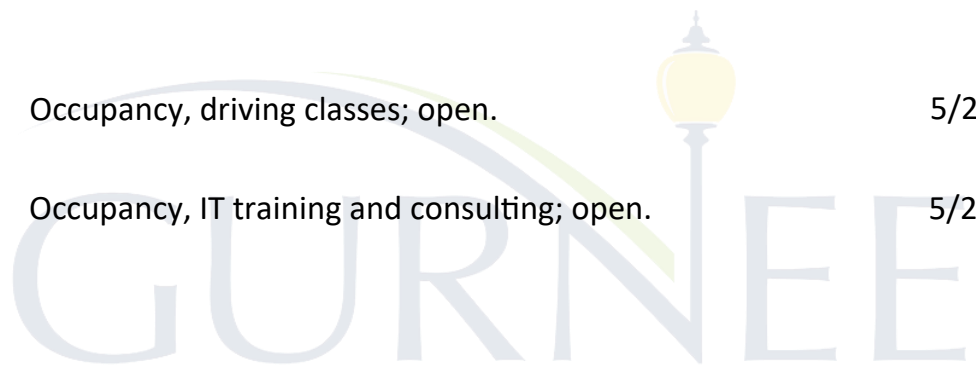 Occupancy, driving classes; open. 5/2
Occupancy, IT training and consulting; open. 5/2
GURNEE